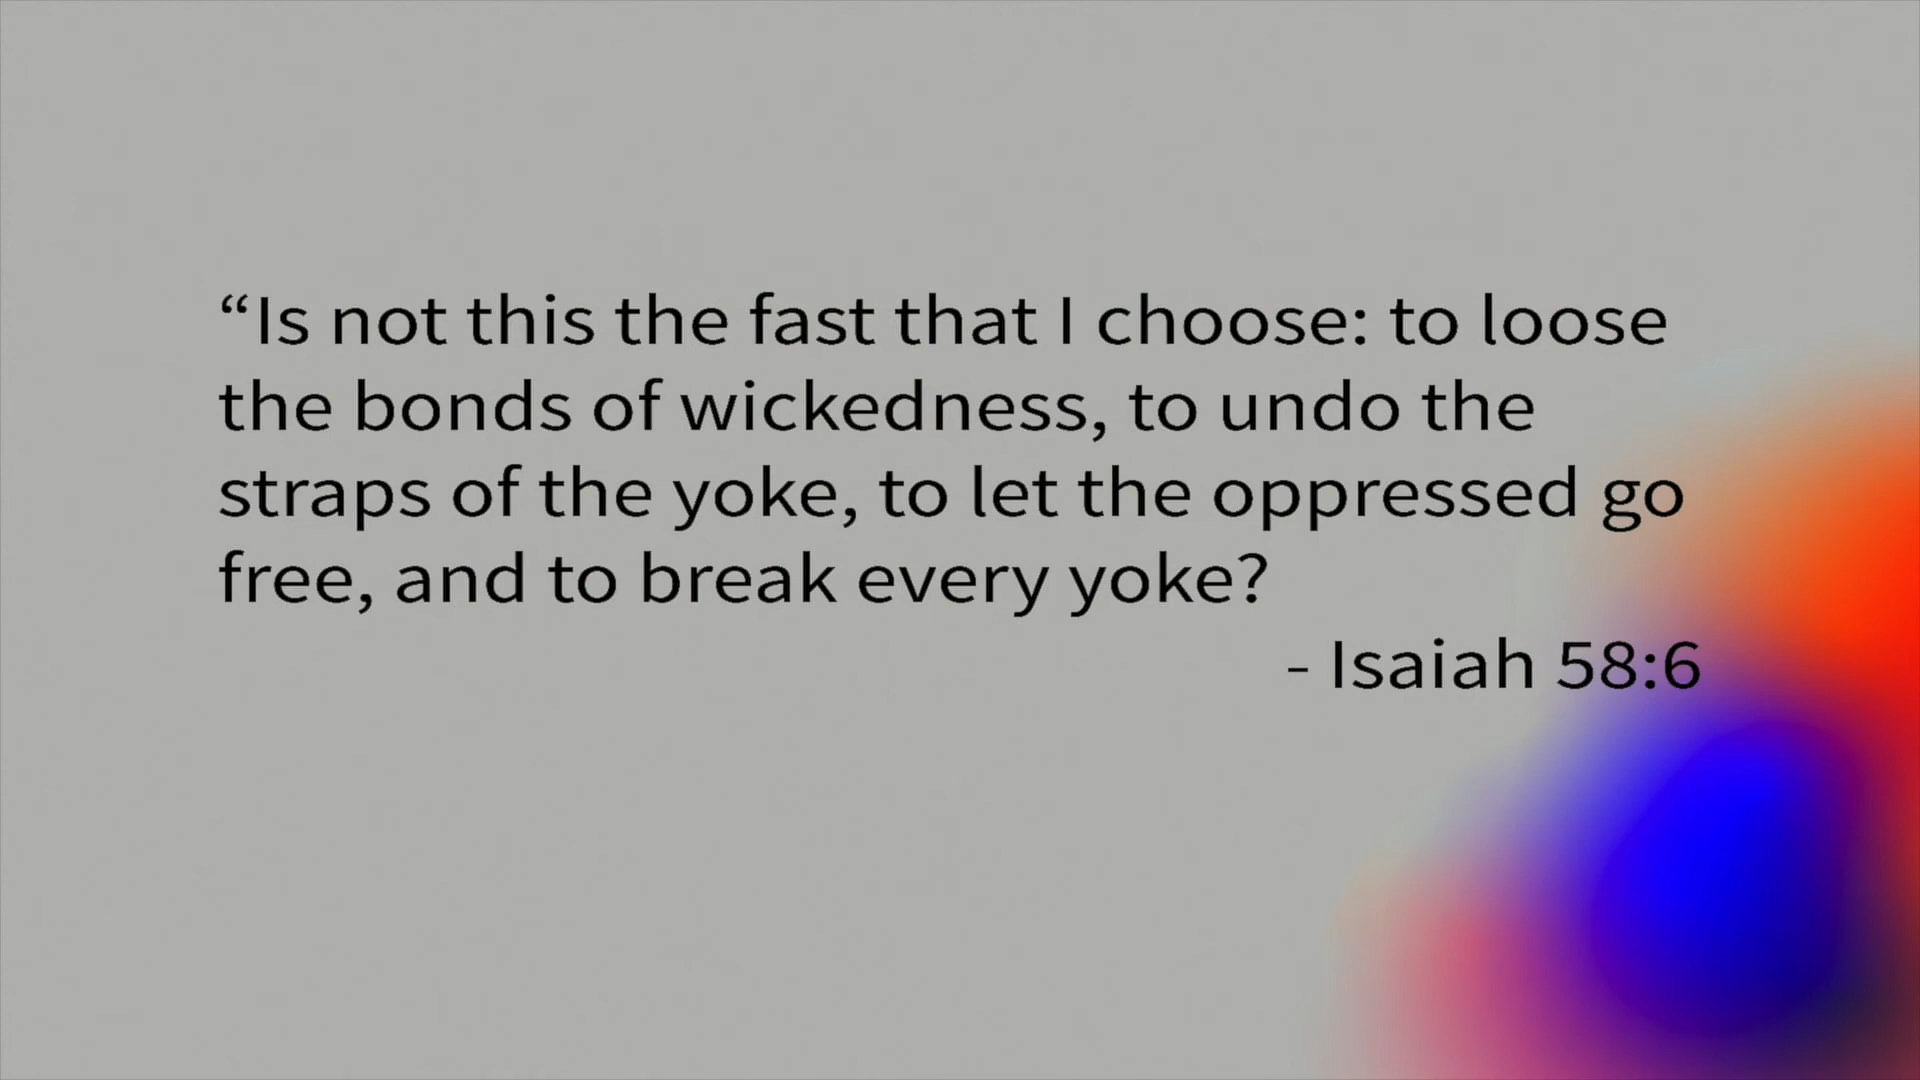 “Is not this the fast that I choose: to loose
the bonds of wickedness, to undo the
straps of the yoke, to let the oppressed go
free, and to break every yoke?
- Isaiah 58:6